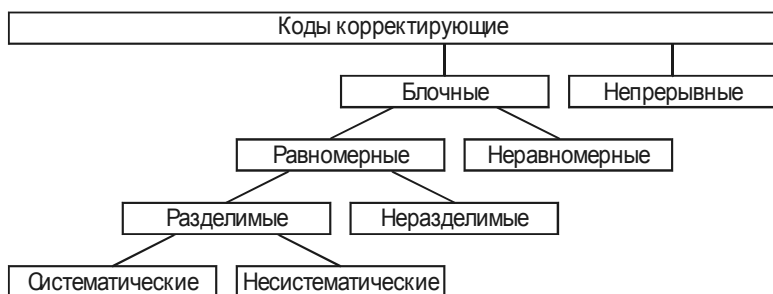 Коды корректирующие
Блочные
Непрерывные
Равномерные
Неравномерные
Разделимые
Неразделимые
Систематические
Несистематические